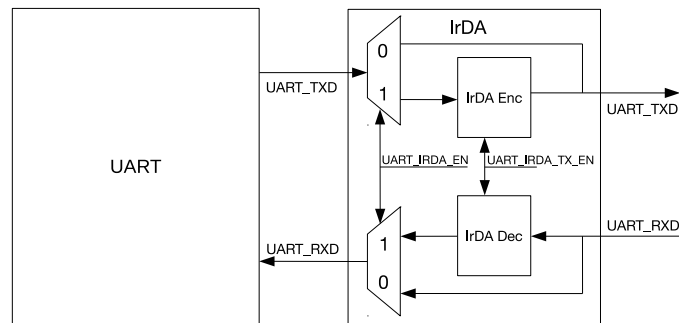 IrDA
0
1
IrDA Enc
UART_TXD
UART_TXD
UART_IRDA_EN
UART_IRDA_TX_EN
UART
UART_RXD
1
0
IrDA Dec
UART_RXD